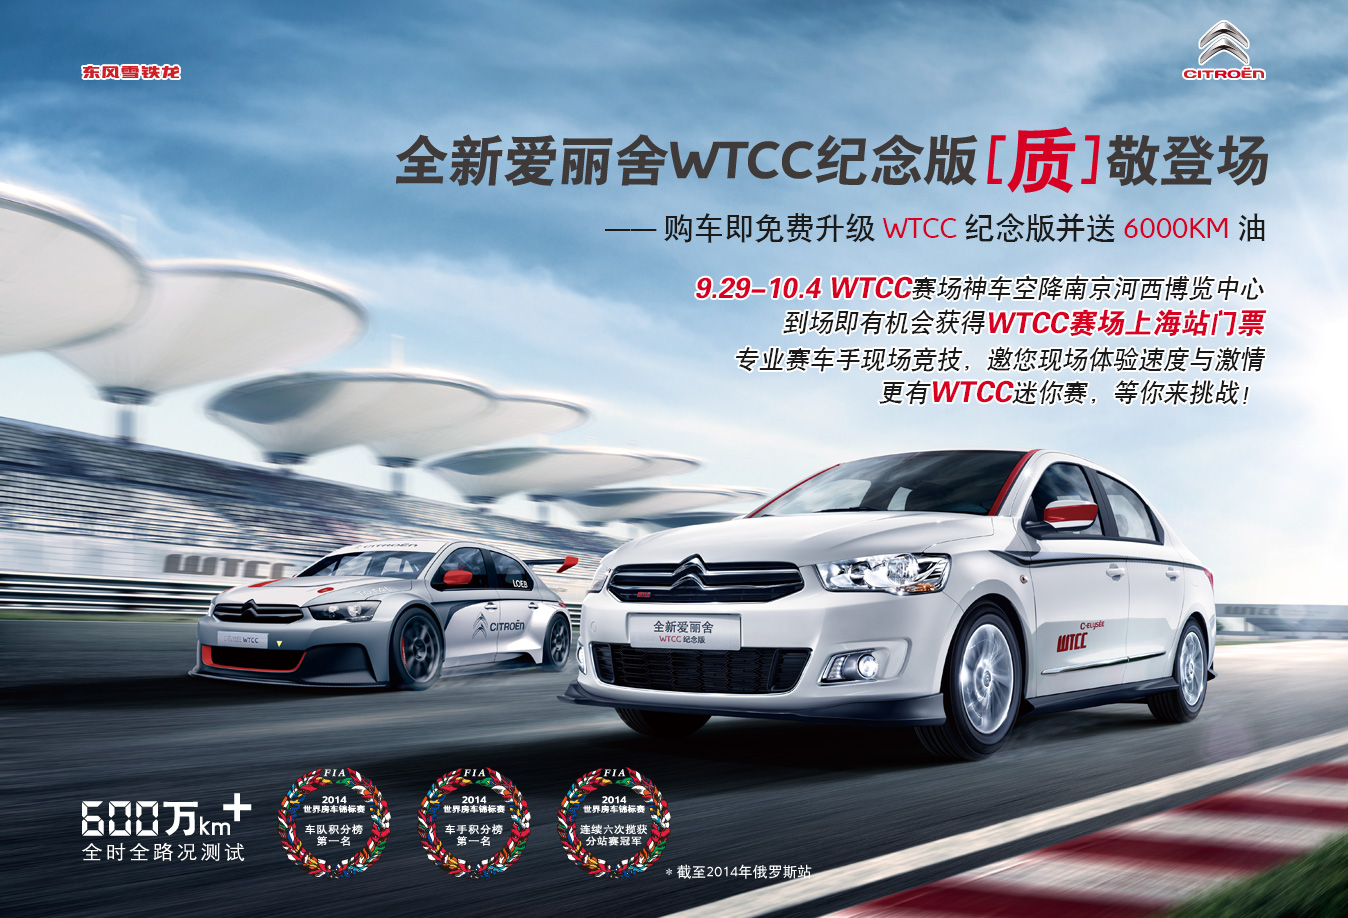 东风雪铁龙
CITROËN
全新爱丽舍WTCC纪念版[质]敬登场
—— 购车即免费升级 WTCC 纪念版并送 6000KM 油
9.29-10.4 WTCC赛场神车空降南京河西博览中心
到场即有机会获得WTCC赛场上海站门票
专业赛车手现场竞技，邀您现场体验速度与激情
更有WTCC迷你赛，等你来挑战！
CITROËN
LOEB
WTCC
CITROËN
WTCC
全新爱丽舍
WTCC 纪念版
C-ELYSÉE
WTCC
WTCC
600万km+
全时全路况测试
FIA
2014
世界房车锦标赛
车队积分榜
第一名
FIA
2014
世界房车锦标赛
车手积分榜
第一名
FIA
2014
世界房车锦标赛
连续六次揽获
分站赛冠军
* 截至2014年俄罗斯站